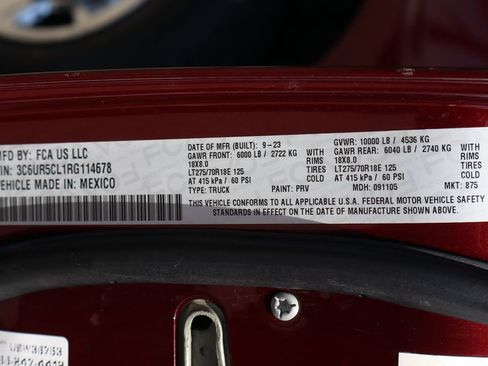 MFD BY: FCA US LLC
VIN: 3C6UR5CL1RG114678
VEHICLE MADE IN: MEXICO
DATE OF MFR (BUILT): 9-23 GVWR: 10000 LB / 4536 KG
GAWR FRONT: 6000 LB / 2722 KG WITH GAWR REAR: 6040 LB / 2740 KG
18X8.0 TIRES 18X8.0
LT275/70R18E 125 RIMS LT275/70R18E 125 TIRES
AT 415 kPa / 60 PSI COLD AT 415 kPa / 60 PSI COLD
TYPE: TRUCK PAINT: PRV MDH: 091105 MKT: 875
THIS VEHICLE CONFORMS TO ALL APPLICABLE U.S.A. FEDERAL MOTOR VEHICLE SAFETY
STANDARDS IN EFFECT ON THE DATE OF MANUFACTURE SHOWN ABOVE.